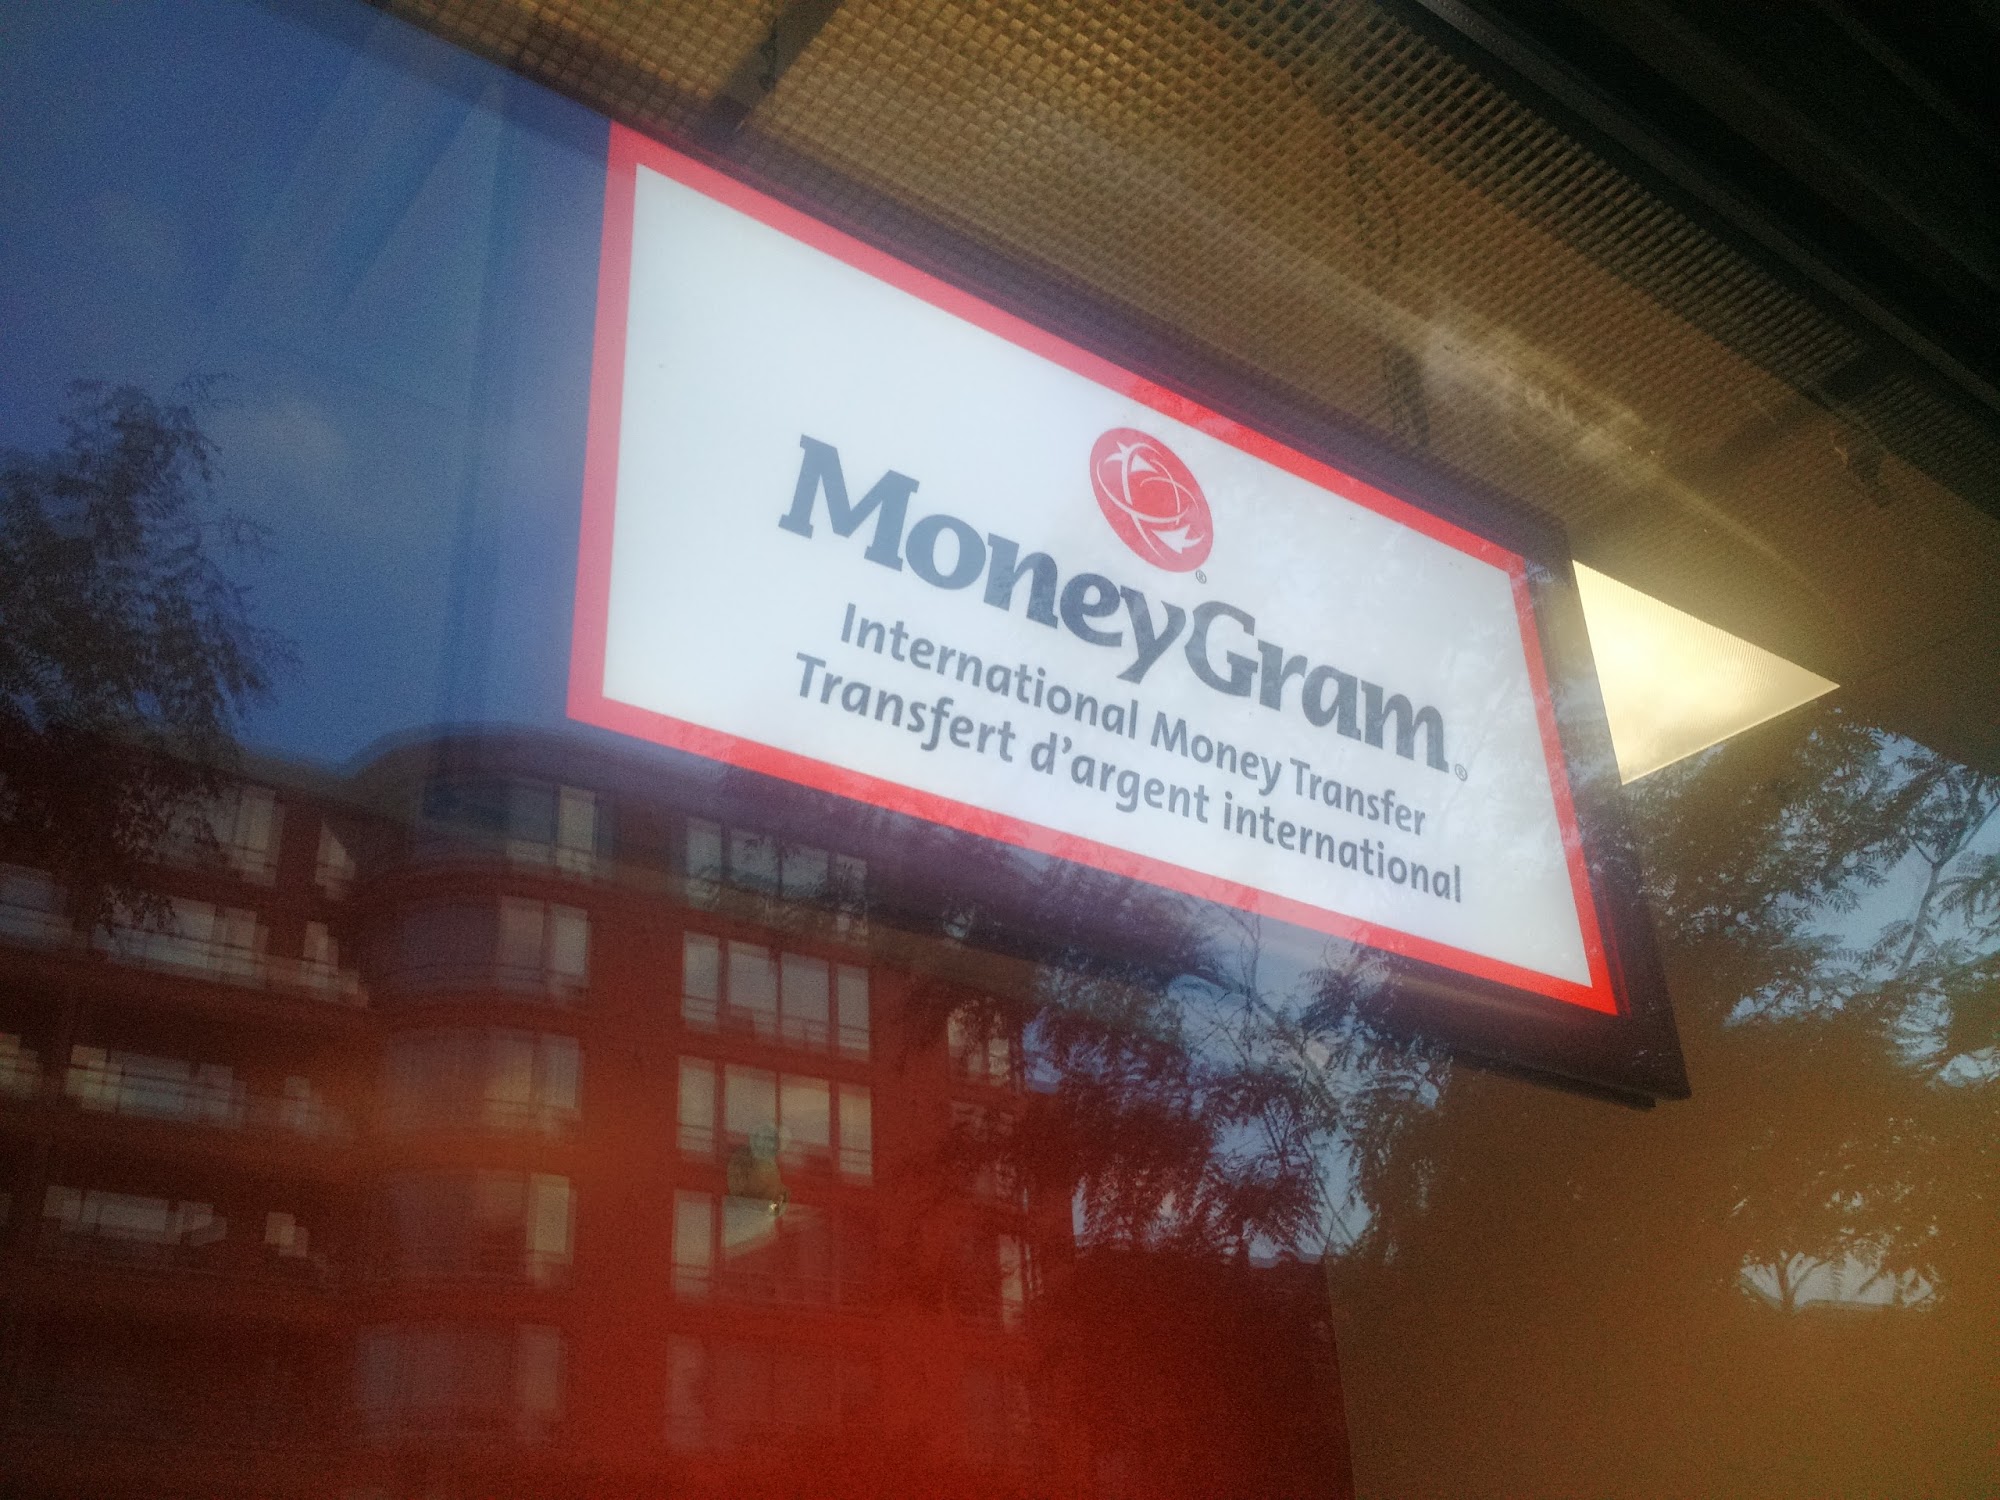 MoneyGram®
International Money Transfer
Transfert d'argent international